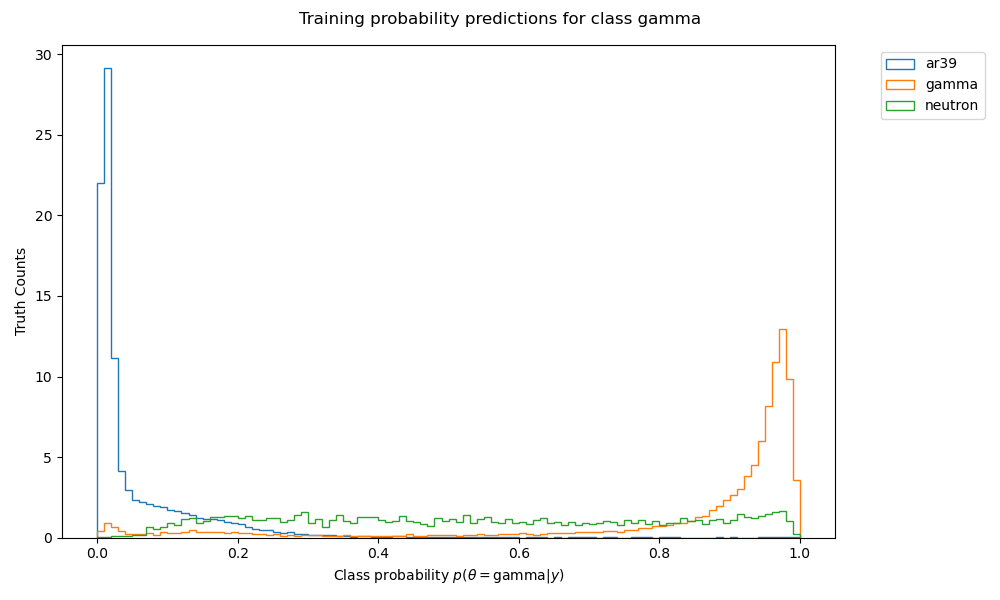 Training probability predictions for class gamma
ar39
gamma
neutron
Truth Counts
30
25
20
15
10
5
0
0.0 0.2 0.4 0.6 0.8 1.0
Class probability p(θ = gamma|y)